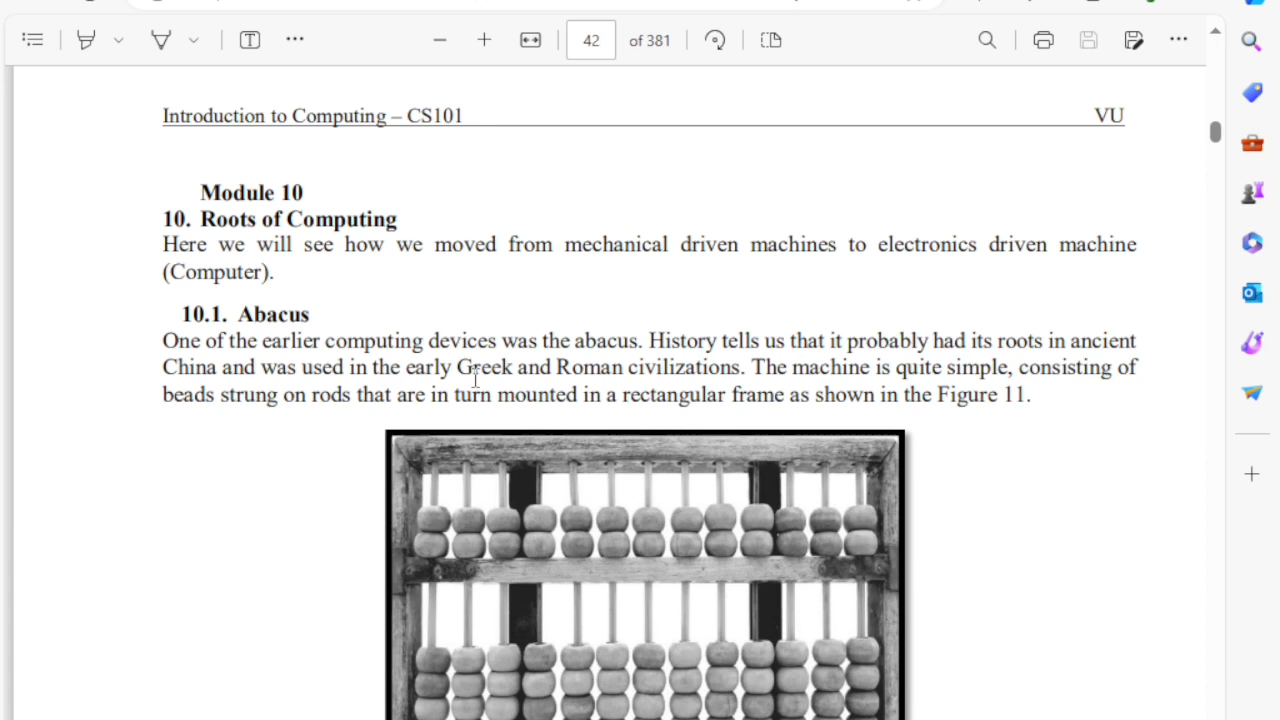 42 of 381
Introduction to Computing – CS101 VU
Module 10
10. Roots of Computing
Here we will see how we moved from mechanical driven machines to electronics driven machine
(Computer).
10.1. Abacus
One of the earlier computing devices was the abacus. History tells us that it probably had its roots in ancient
China and was used in the early Greek and Roman civilizations. The machine is quite simple, consisting of
beads strung on rods that are in turn mounted in a rectangular frame as shown in the Figure 11.